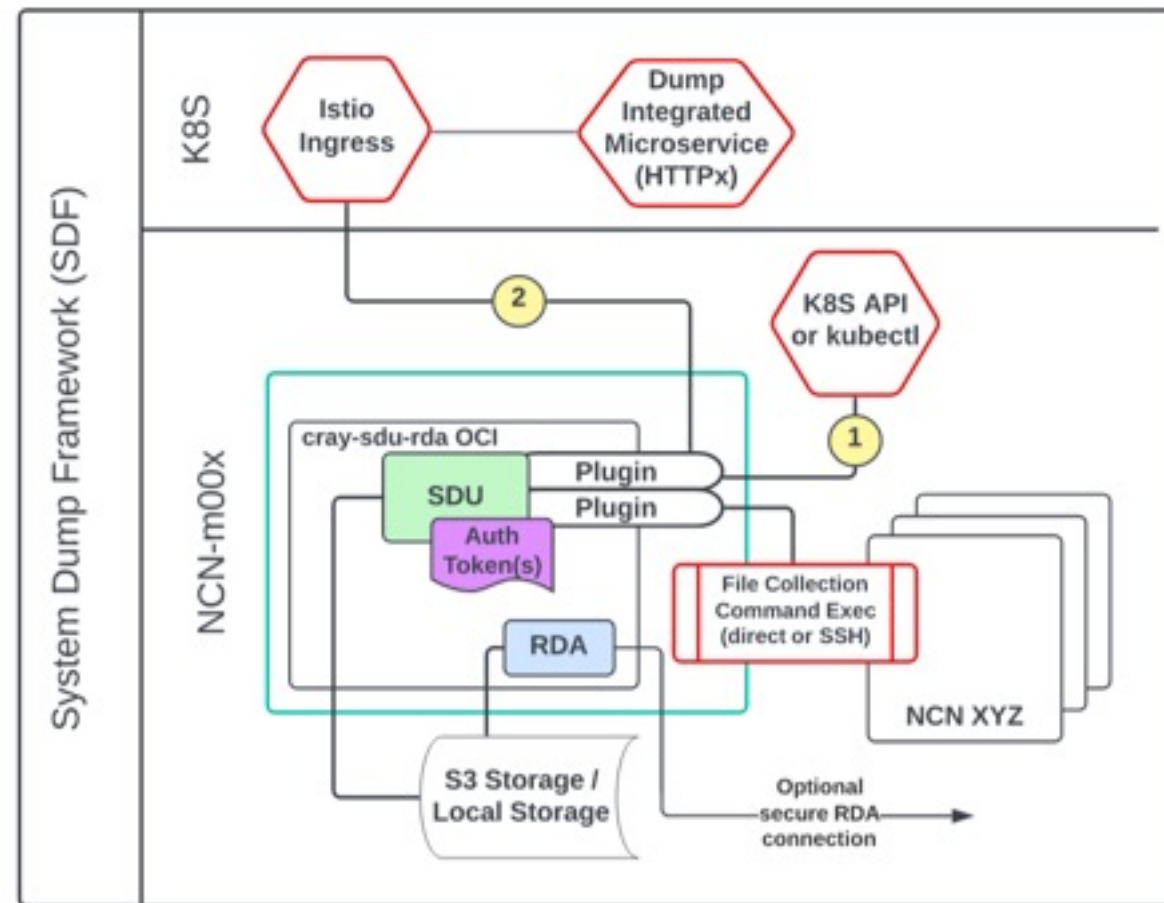 System Dump Framework (SDF)
K8S
Istio
Ingress
Dump
Integrated
Microservice
(HTTPx)
NCN-m00x
2
K8S API
or kubectl
1
cray-sdu-rda OCI
SDU
Plugin
Plugin
Auth
Token(s)
File Collection
Command Exec
(direct or SSH)
RDA
NCN XYZ
S3 Storage /
Local Storage
Optional
secure RDA
connection